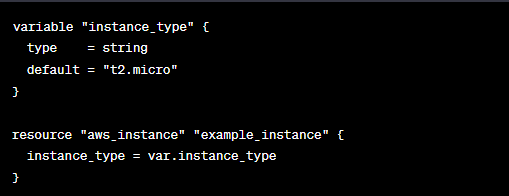 variable "instance_type" {
  type    = string
  default = "t2.micro"
}

resource "aws_instance" "example_instance" {
  instance_type = var.instance_type
}